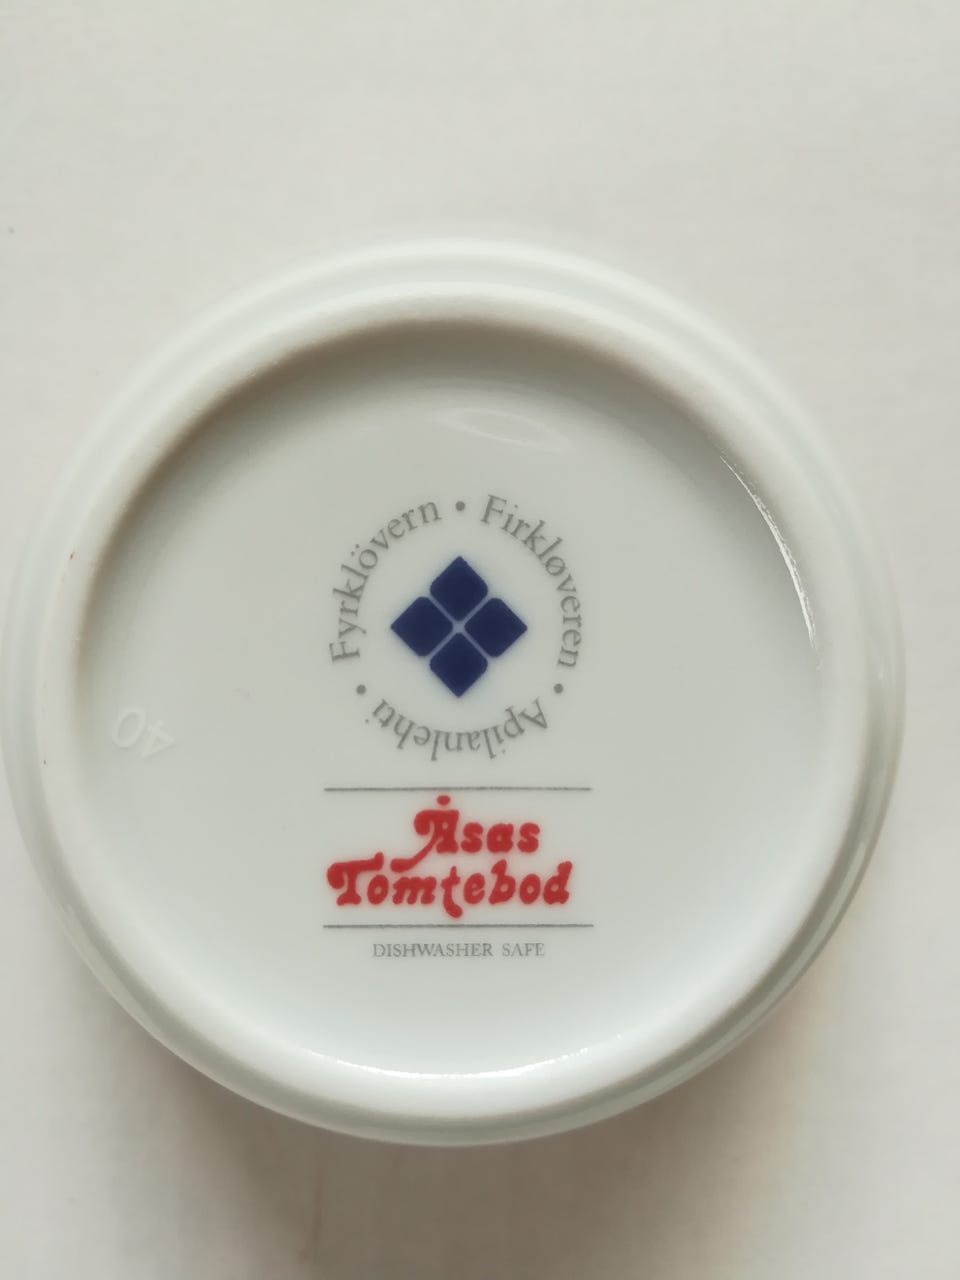 Fyrklövern • Firkløveren • Apilanlehti •
Åsas
Tomtebod
DISHWASHER SAFE
40